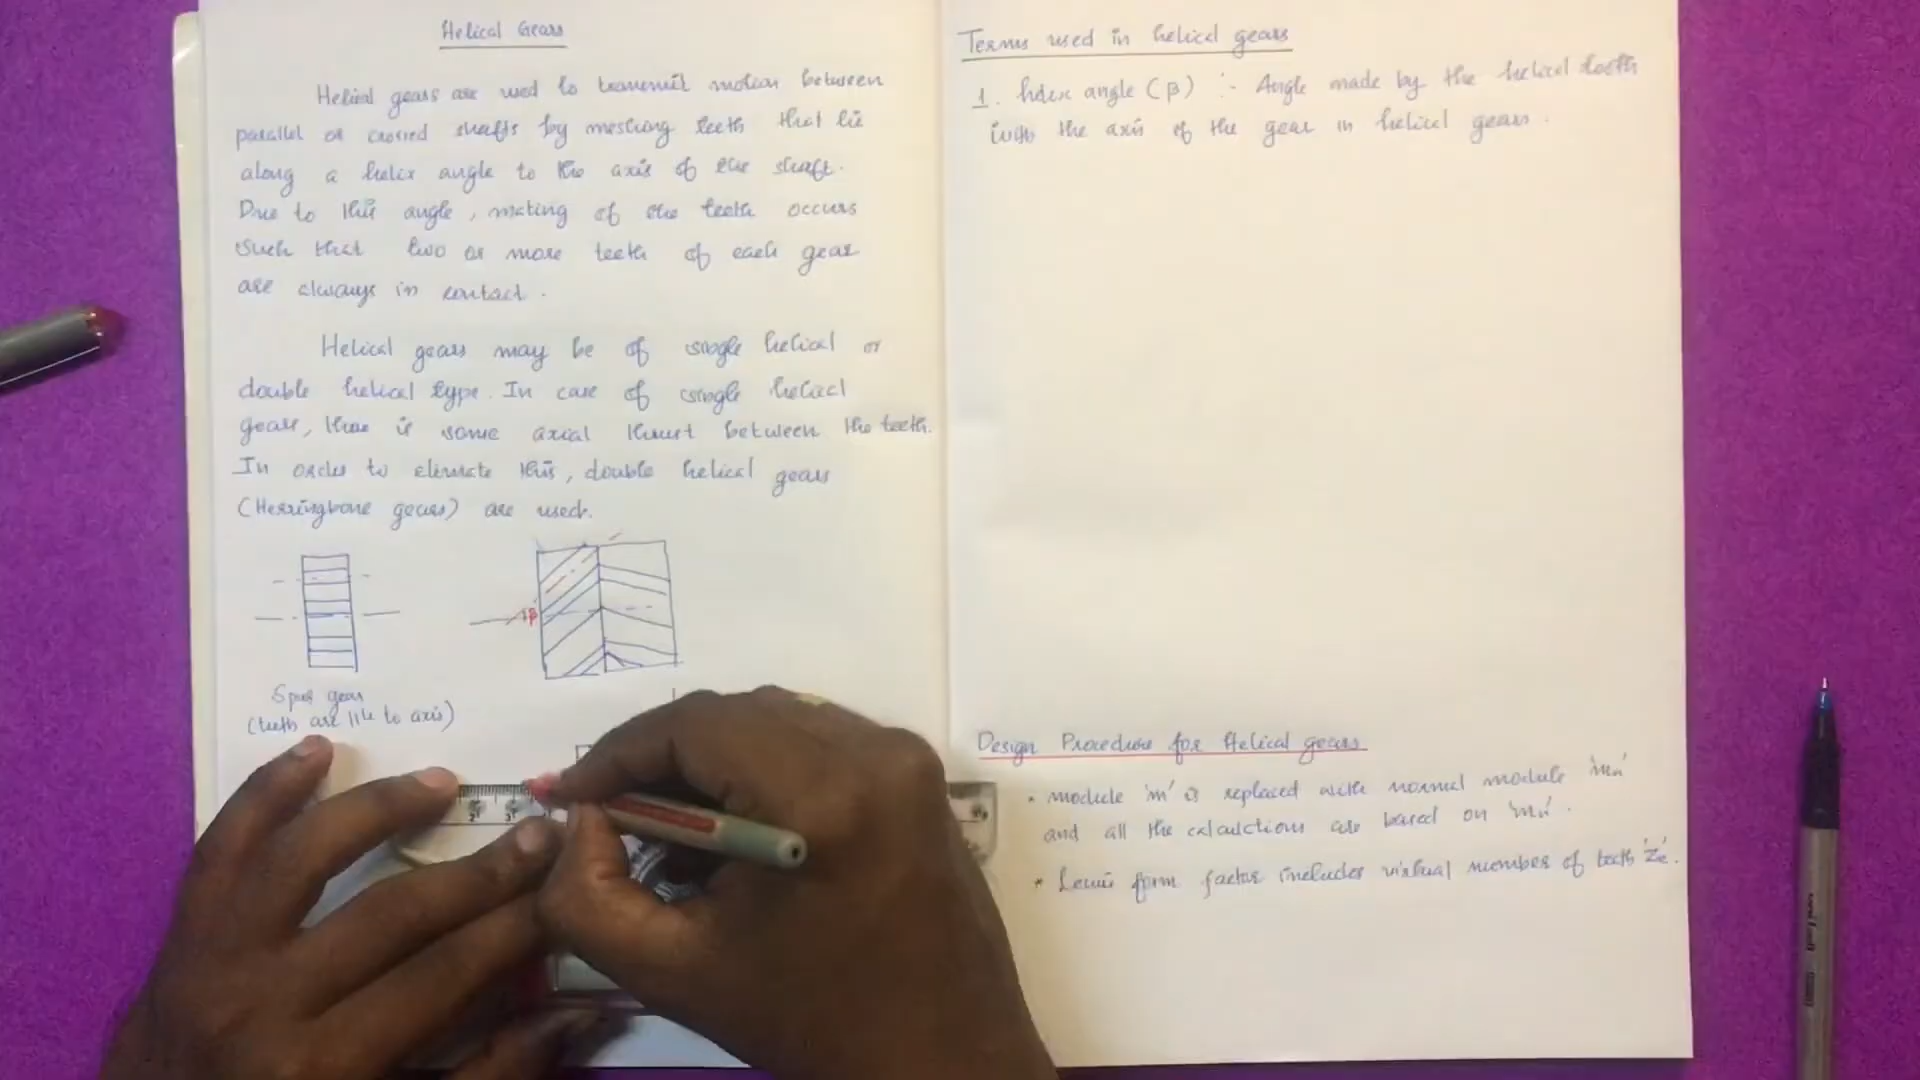 Helical Gears
Helical gears are used to transmit motion between
parallel or crossed shafts by meshing teeth that lie
along a helix angle to the axis of the shaft.
Due to this angle, mating of the teeth occurs
such that two or more teeth of each gear
are always in contact.
Helical gears may be of single helical or
double helical type. In case of single helical
gears, there is some axial thrust between the teeth.
In order to elimate this, double helical gears
(Herringbone gears) are used.
β
Spur gear
(teeth are ||le to axis)
Terms used in helical gears
1. helix angle (β) :- Angle made by the helical teeth
with the axis of the gear in helical gears.
Design Procedure for Helical gears
• module 'm' is replaced with normal module 'mn'
and all the calculctions are based on 'mn'.
* Lewis form factor includes virtual number of teeth 'Ze'.